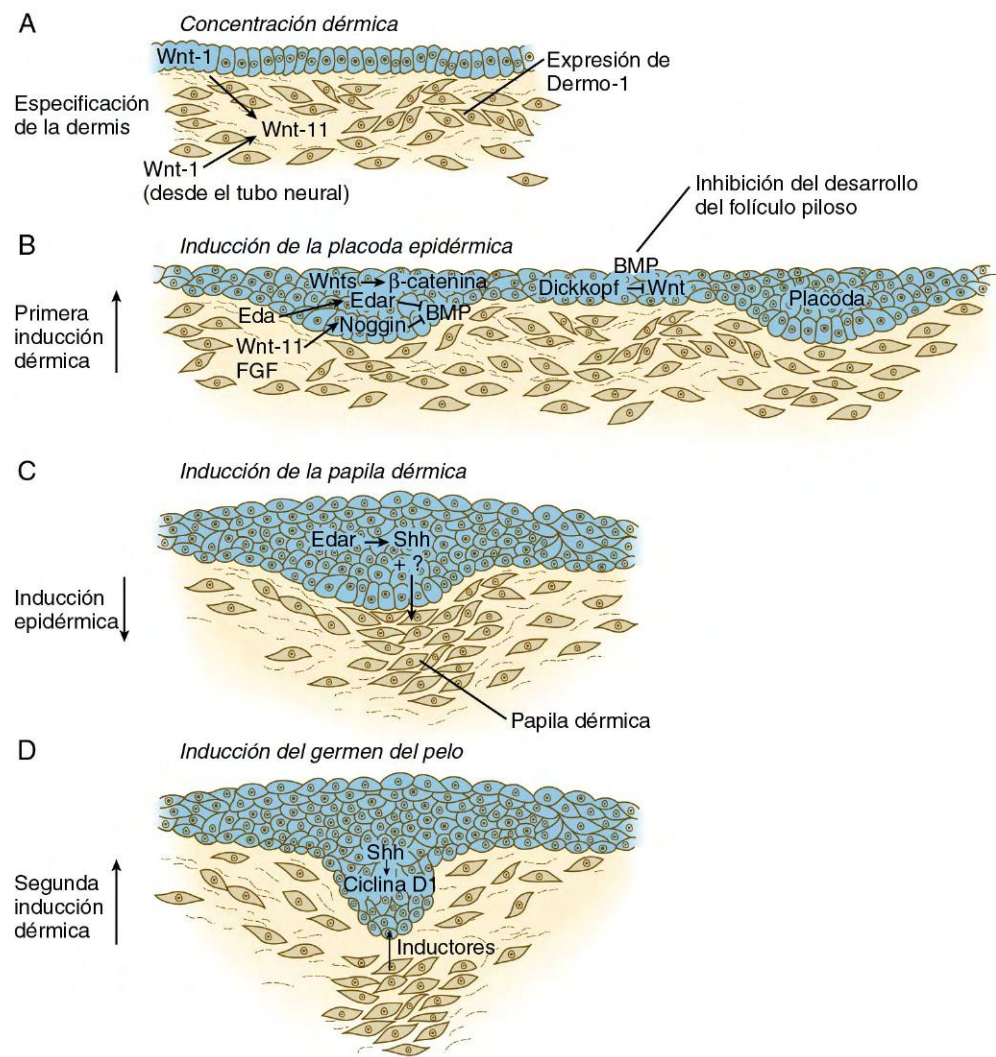 A
Concentración dérmica
Wnt-1
Expresión de
Dermo-1
Especificación
de la dermis
Wnt-11
Wnt-1
(desde el tubo neural)
Inhibición del desarrollo
del folículo piloso
B
Inducción de la placoda epidérmica
BMP
Wnts β-catenina
Dickkopf Wnt
Edar
Placoda
Eda
Noggin
BMP
Primera
inducción
dérmica
Wnt-11
FGF
C
Inducción de la papila dérmica
Edar Shh
+ ?
Inducción
epidérmica
Papila dérmica
D
Inducción del germen del pelo
Shh
Ciclina D1
Segunda
inducción
dérmica
Inductores